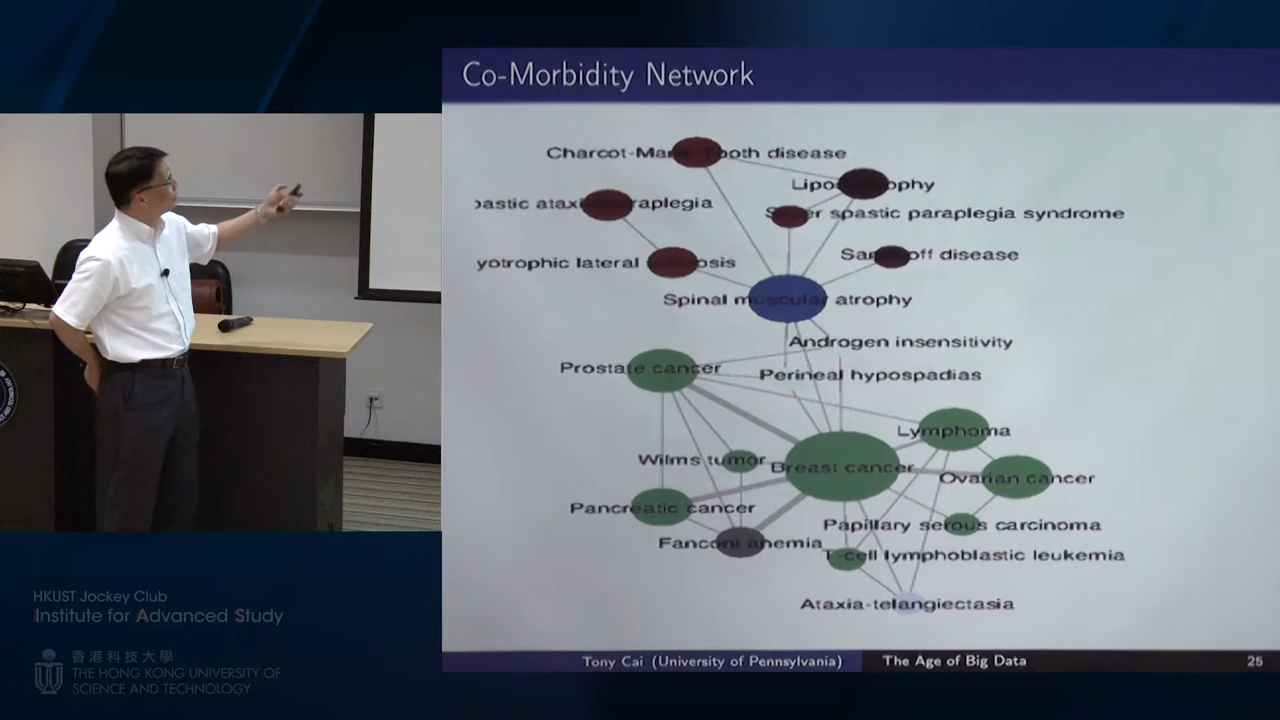 Co-Morbidity Network
Charcot-Marie Tooth disease
Lipodystrophy
spastic ataxia/paraplegia
Silver spastic paraplegia syndrome
yotrophic lateral sclerosis
Sandhoff disease
Spinal muscular atrophy
Androgen insensitivity
Prostate cancer
Perineal hypospadias
Lymphoma
Wilms tumor
Breast cancer
Ovarian cancer
Pancreatic cancer
Papillary serous carcinoma
Fanconi anemia
T-cell lymphoblastic leukemia
Ataxia-telangiectasia
Tony Cai (University of Pennsylvania)
The Age of Big Data
25
HKUST Jockey Club
Institute for Advanced Study
香港科技大學
THE HONG KONG UNIVERSITY OF
SCIENCE AND TECHNOLOGY